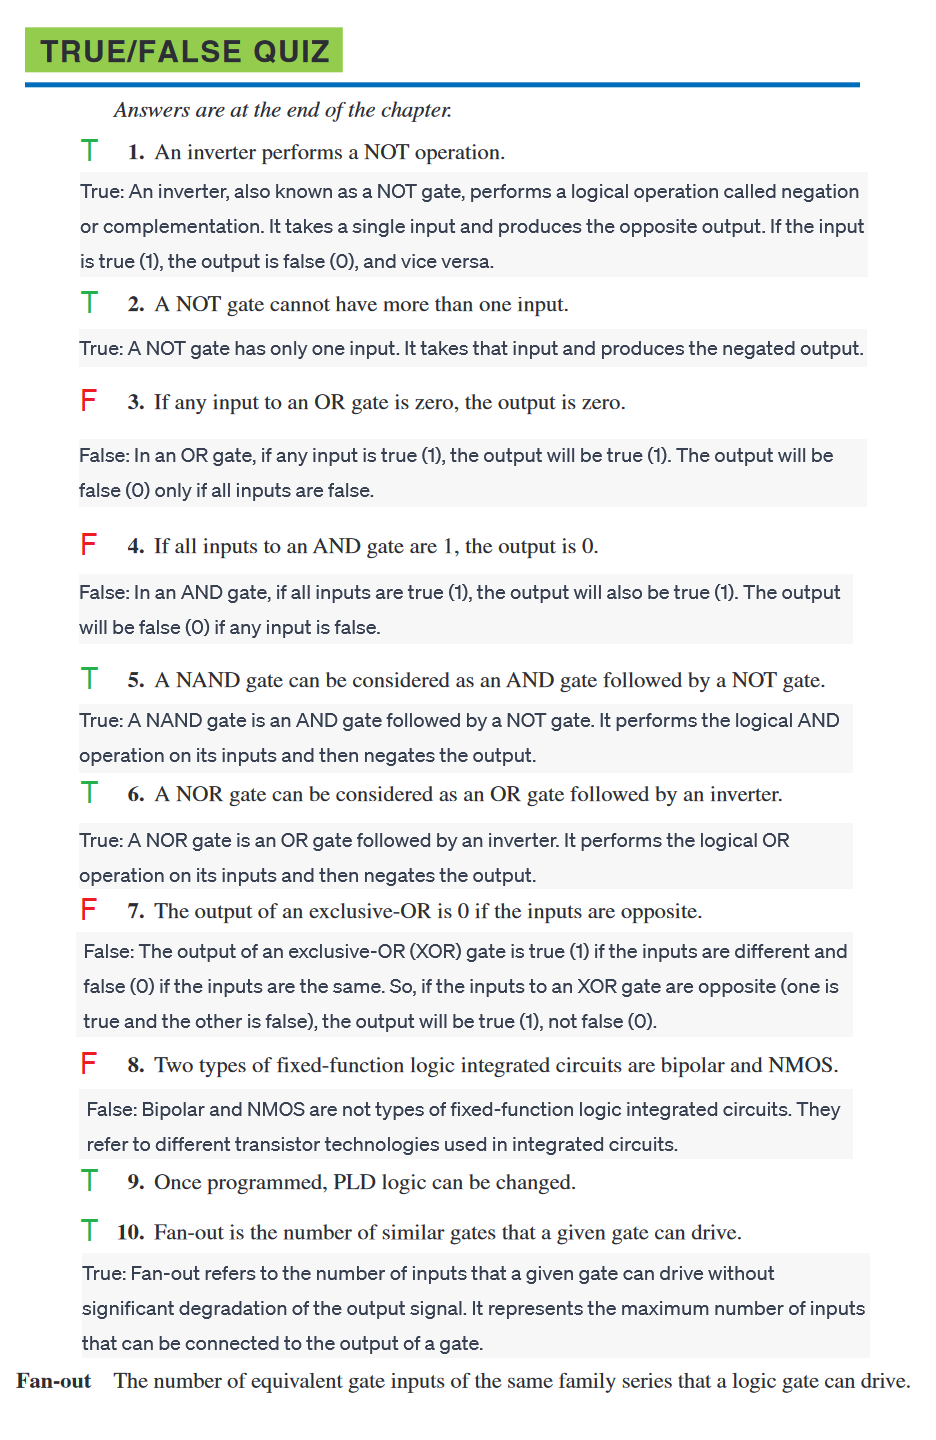 TRUE/FALSE QUIZ
Answers are at the end of the chapter.
T 1. An inverter performs a NOT operation.
True: An inverter, also known as a NOT gate, performs a logical operation called negation
or complementation. It takes a single input and produces the opposite output. If the input
is true (1), the output is false (0), and vice versa.
T 2. A NOT gate cannot have more than one input.
True: A NOT gate has only one input. It takes that input and produces the negated output.
F 3. If any input to an OR gate is zero, the output is zero.
False: In an OR gate, if any input is true (1), the output will be true (1). The output will be
false (0) only if all inputs are false.
F 4. If all inputs to an AND gate are 1, the output is 0.
False: In an AND gate, if all inputs are true (1), the output will also be true (1). The output
will be false (0) if any input is false.
T 5. A NAND gate can be considered as an AND gate followed by a NOT gate.
True: A NAND gate is an AND gate followed by a NOT gate. It performs the logical AND
operation on its inputs and then negates the output.
T 6. A NOR gate can be considered as an OR gate followed by an inverter.
True: A NOR gate is an OR gate followed by an inverter. It performs the logical OR
operation on its inputs and then negates the output.
F 7. The output of an exclusive-OR is 0 if the inputs are opposite.
False: The output of an exclusive-OR (XOR) gate is true (1) if the inputs are different and
false (0) if the inputs are the same. So, if the inputs to an XOR gate are opposite (one is
true and the other is false), the output will be true (1), not false (0).
F 8. Two types of fixed-function logic integrated circuits are bipolar and NMOS.
False: Bipolar and NMOS are not types of fixed-function logic integrated circuits. They
refer to different transistor technologies used in integrated circuits.
T 9. Once programmed, PLD logic can be changed.
T 10. Fan-out is the number of similar gates that a given gate can drive.
True: Fan-out refers to the number of inputs that a given gate can drive without
significant degradation of the output signal. It represents the maximum number of inputs
that can be connected to the output of a gate.
Fan-out The number of equivalent gate inputs of the same family series that a logic gate can drive.